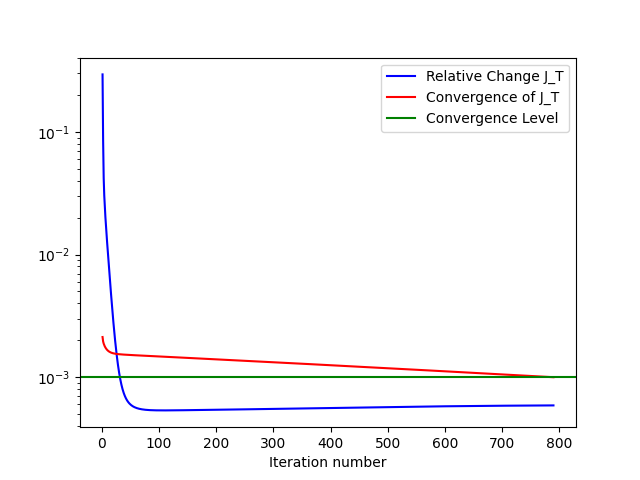 Relative Change J_T
Convergence of J_T
Convergence Level
10⁻¹
10⁻²
10⁻³
0 100 200 300 400 500 600 700 800
Iteration number